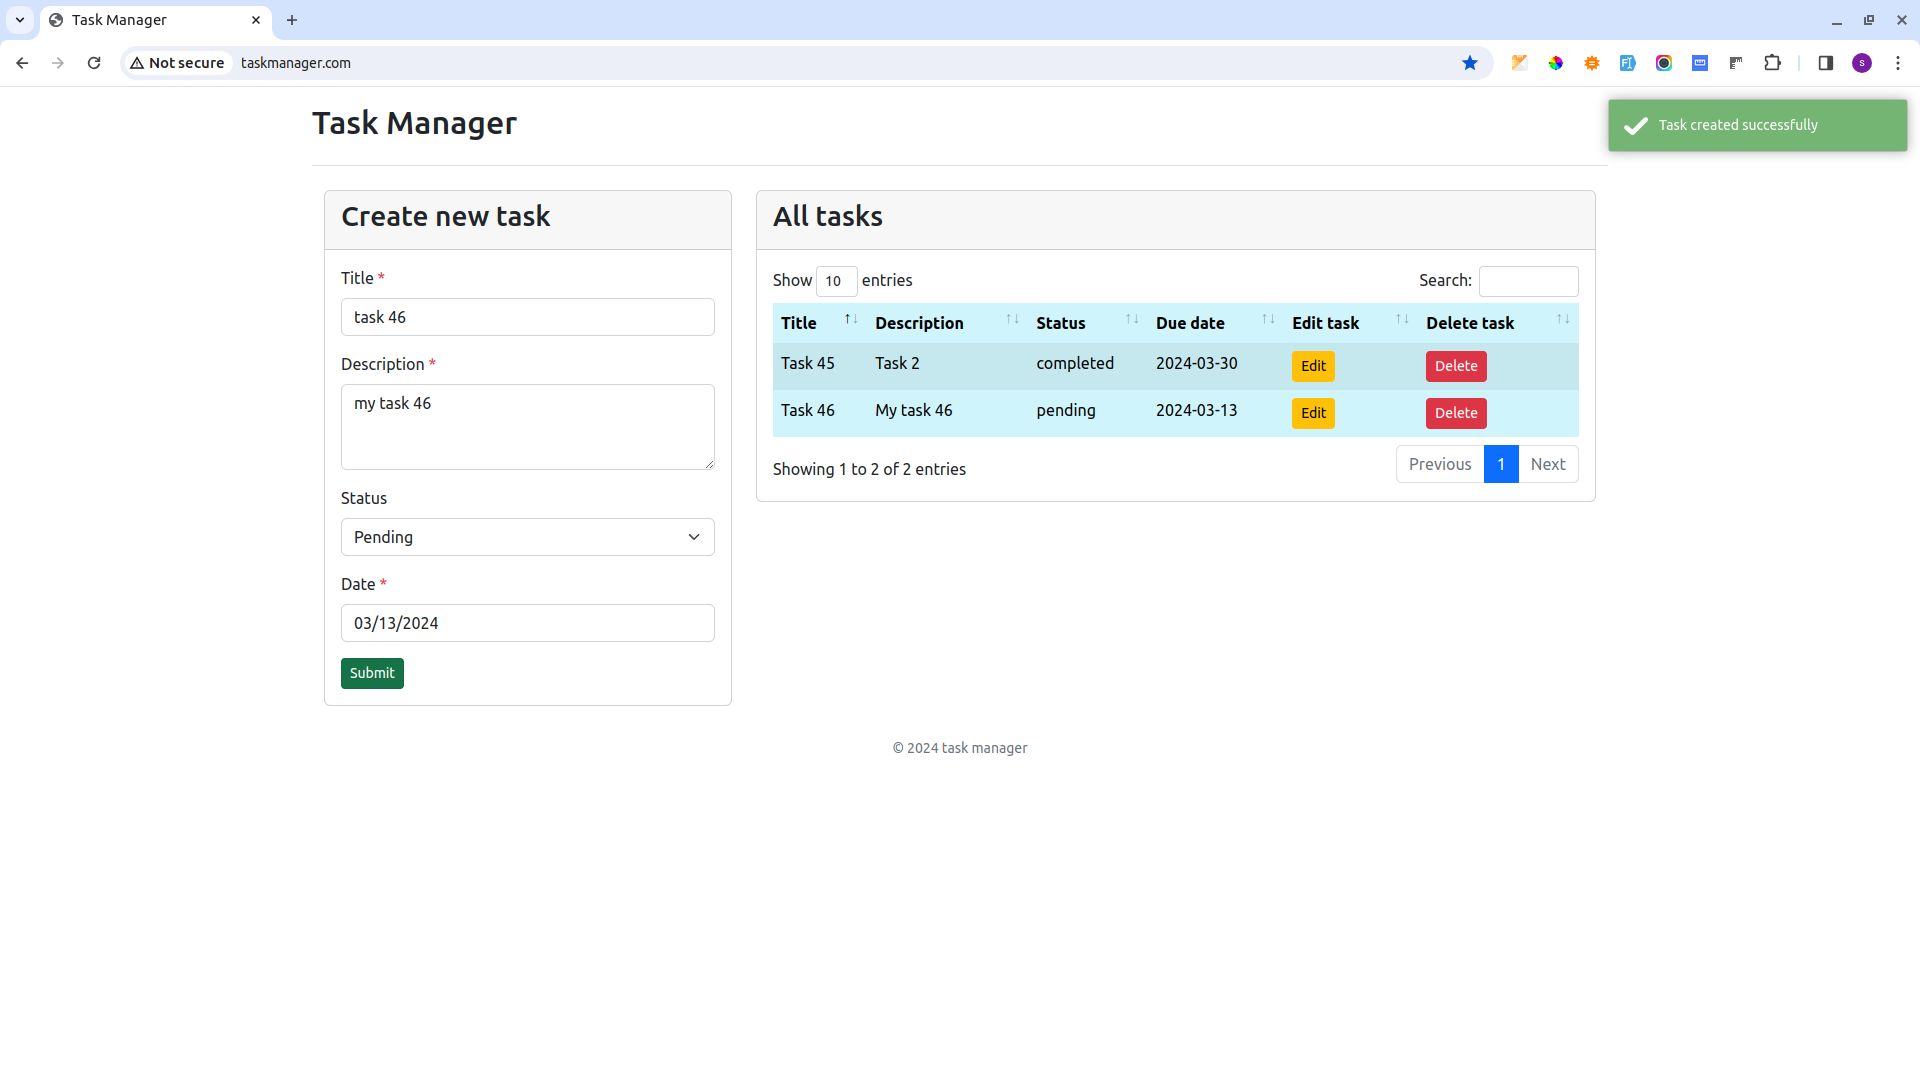 Task Manager
Not secure taskmanager.com
S
Task Manager
Task created successfully
Create new task
Title *
task 46
Description *
my task 46
Status
Pending
Date *
03/13/2024
Submit
All tasks
Show 10 entries Search:
Title Description Status Due date Edit task Delete task
Task 45 Task 2 completed 2024-03-30 Edit Delete
Task 46 My task 46 pending 2024-03-13 Edit Delete
Showing 1 to 2 of 2 entries
Previous 1 Next
© 2024 task manager